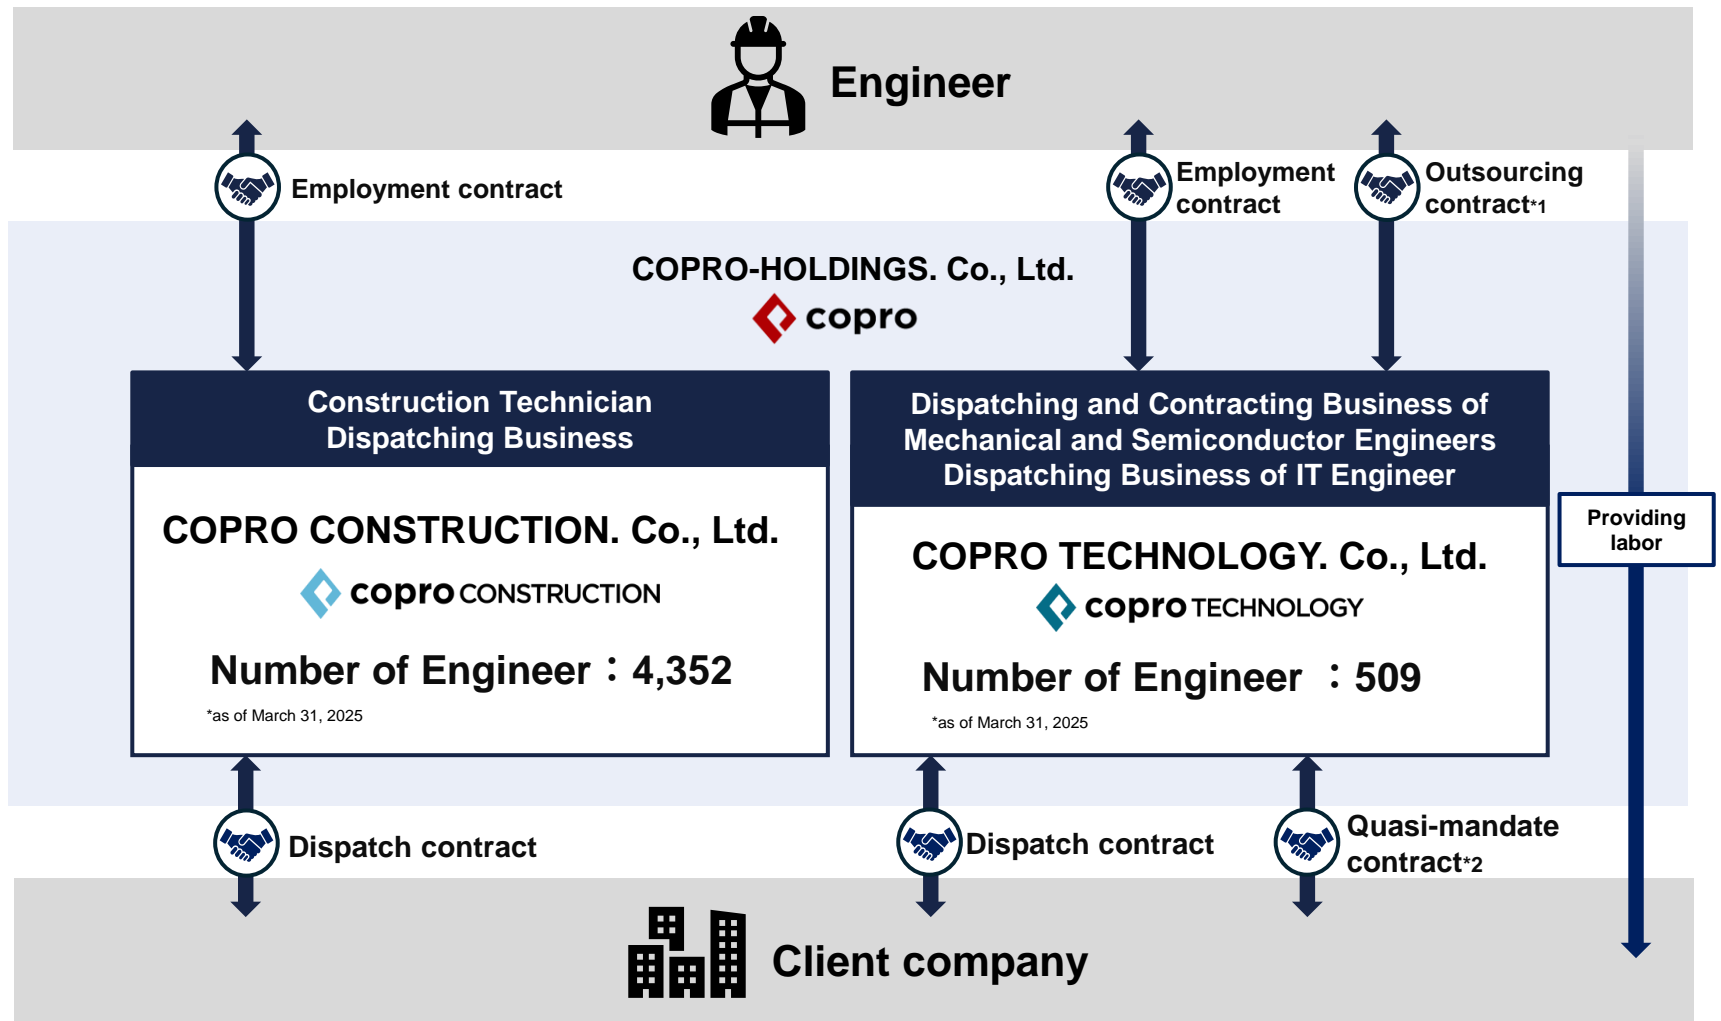 Engineer
Employment contract
Employment
contract
Outsourcing
contract*1
COPRO-HOLDINGS. Co., Ltd.
copro
Construction Technician
Dispatching Business
COPRO CONSTRUCTION. Co., Ltd.
copro CONSTRUCTION
Number of Engineer：4,352
*as of March 31, 2025
Dispatching and Contracting Business of
Mechanical and Semiconductor Engineers
Dispatching Business of IT Engineer
COPRO TECHNOLOGY. Co., Ltd.
copro TECHNOLOGY
Number of Engineer ：509
*as of March 31, 2025
Providing
labor
Dispatch contract
Dispatch contract
Quasi-mandate
contract*2
Client company